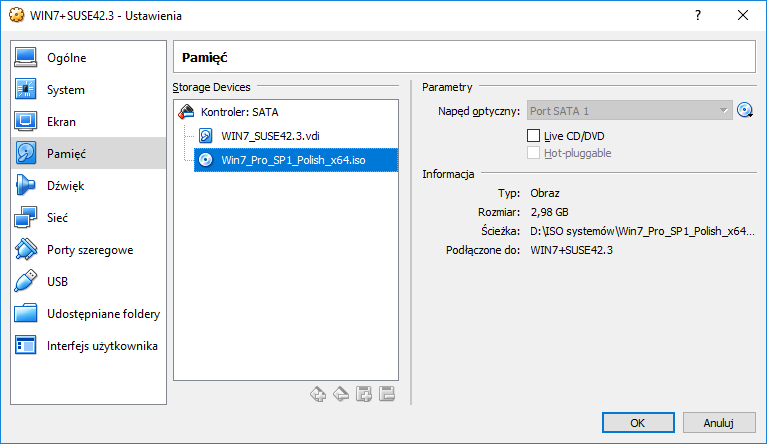 WIN7+SUSE42.3 - Ustawienia
?
Ogólne
System
Ekran
Pamięć
Dźwięk
Sieć
Porty szeregowe
USB
Udostępniane foldery
Interfejs użytkownika
Pamięć
Storage Devices
Kontroler: SATA
WIN7_SUSE42.3.vdi
Win7_Pro_SP1_Polish_x64.iso
Parametry
Napęd optyczny: Port SATA 1
Live CD/DVD
Hot-pluggable
Informacja
Typ: Obraz
Rozmiar: 2,98 GB
Ścieżka: D:\ISO systemów\Win7_Pro_SP1_Polish_x64...
Podłączone do: WIN7+SUSE42.3
OK
Anuluj